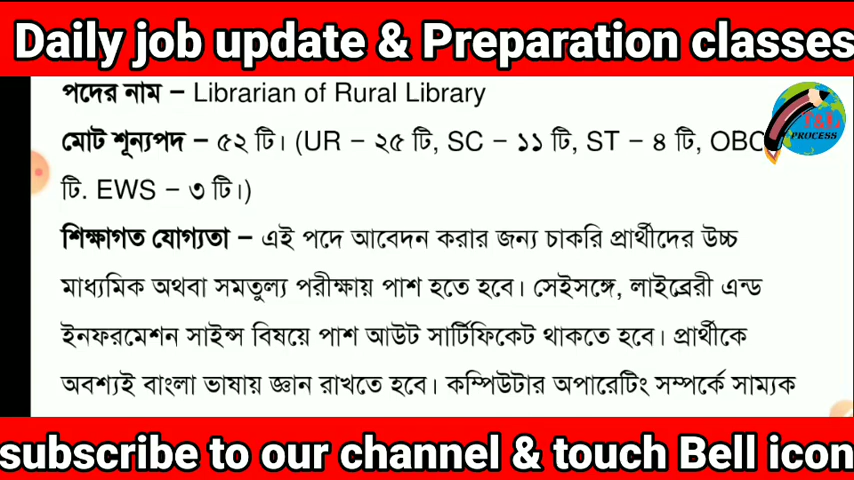 Daily job update & Preparation classes
পদের নাম – Librarian of Rural Library
মোট শূন্যপদ – ৫২ টি। (UR – ২৫ টি, SC – ১১ টি, ST – ৪ টি, OBC
টি. EWS – ৩ টি।)
শিক্ষাগত যোগ্যতা – এই পদে আবেদন করার জন্য চাকরি প্রার্থীদের উচ্চ
মাধ্যমিক অথবা সমতুল্য পরীক্ষায় পাশ হতে হবে। সেইসঙ্গে, লাইব্রেরী এন্ড
ইনফরমেশন সাইন্স বিষয়ে পাশ আউট সার্টিফিকেট থাকতে হবে। প্রার্থীকে
অবশ্যই বাংলা ভাষায় জ্ঞান রাখতে হবে। কম্পিউটার অপারেটিং সম্পর্কে সাম্যক
T&L
PROCESS
subscribe to our channel & touch Bell icon